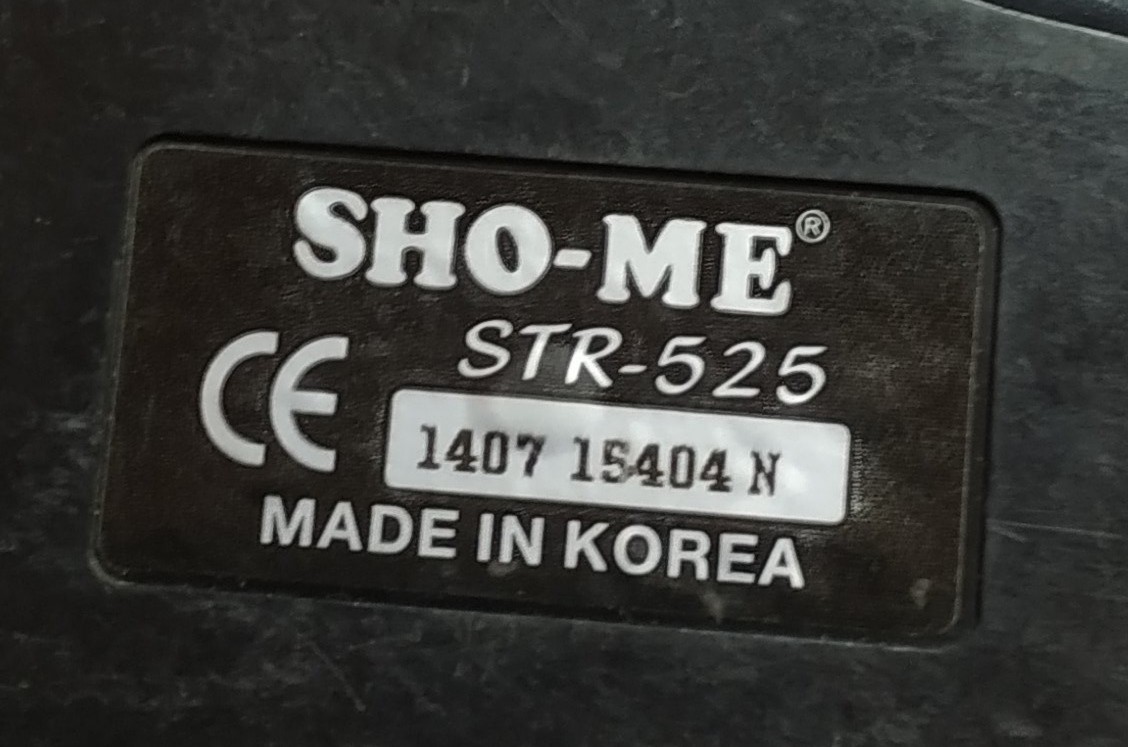 SHO-ME®
STR-525
CE
1407 15404 N
MADE IN KOREA